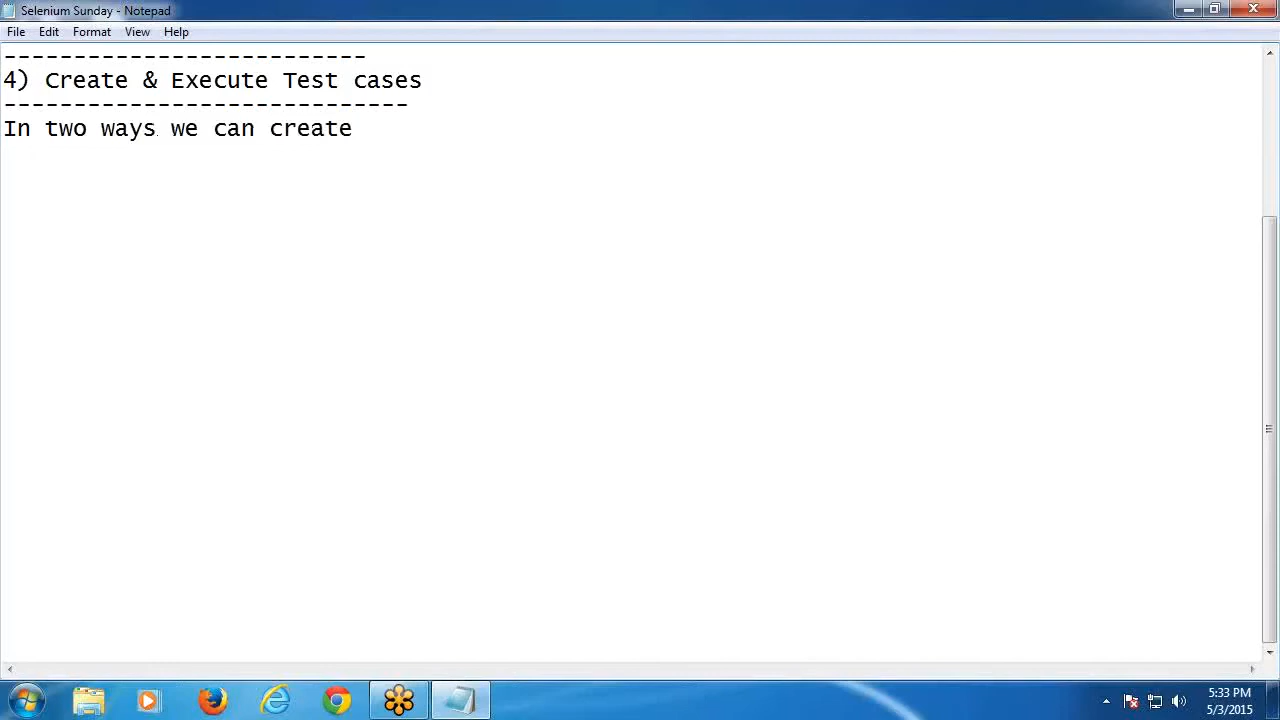 Selenium Sunday - Notepad
File Edit Format View Help
--------------------------
4) Create & Execute Test cases
-----------------------------
In two ways we can create
5:33 PM
5/3/2015